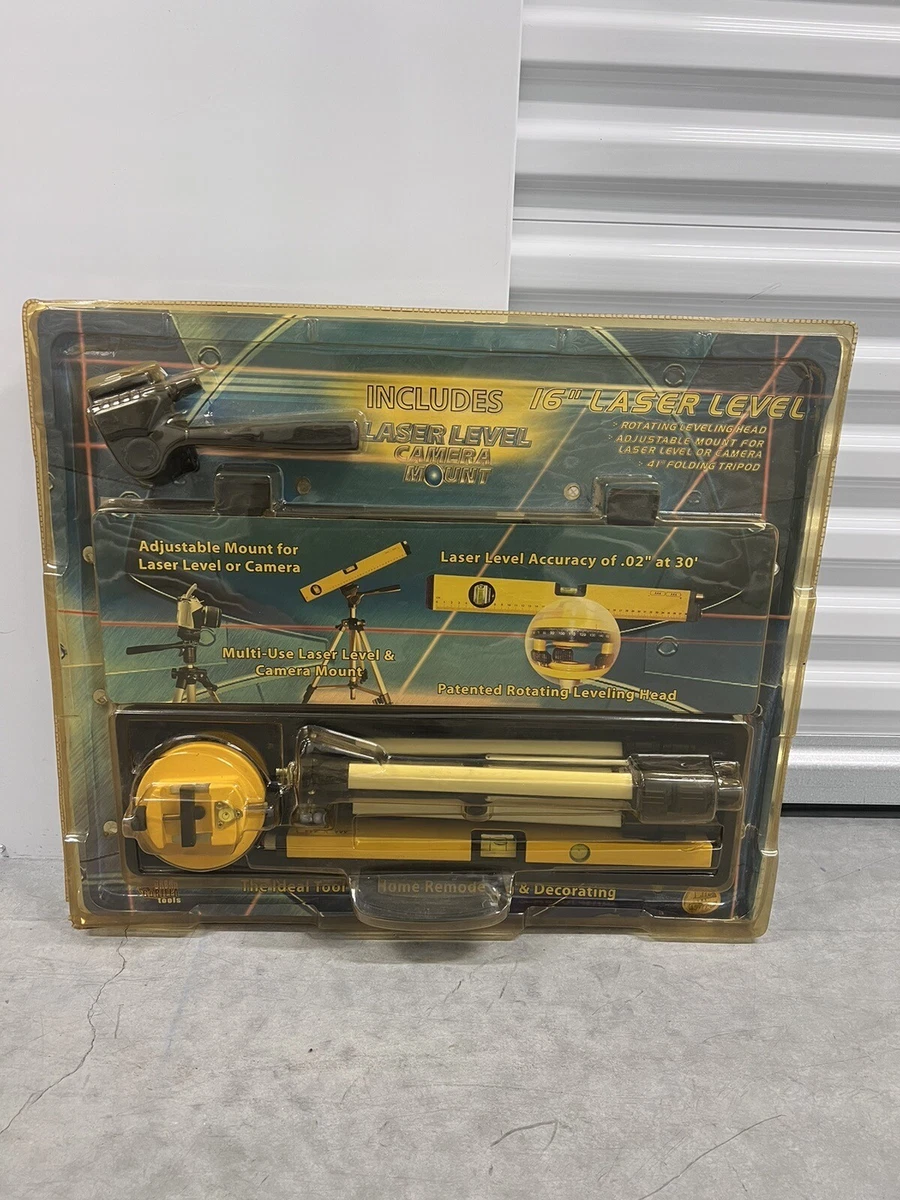 INCLUDES
LASER LEVEL
CAMERA
MOUNT
16" LASER LEVEL
ROTATING LEVELING HEAD
ADJUSTABLE MOUNT FOR
LASER LEVEL OR CAMERA
41" FOLDING TRIPOD
Adjustable Mount for
Laser Level or Camera
Laser Level Accuracy of .02" at 30'
Multi-Use Laser Level &
Camera Mount
Patented Rotating Leveling Head
The Ideal Tool Home & Decorating
tools